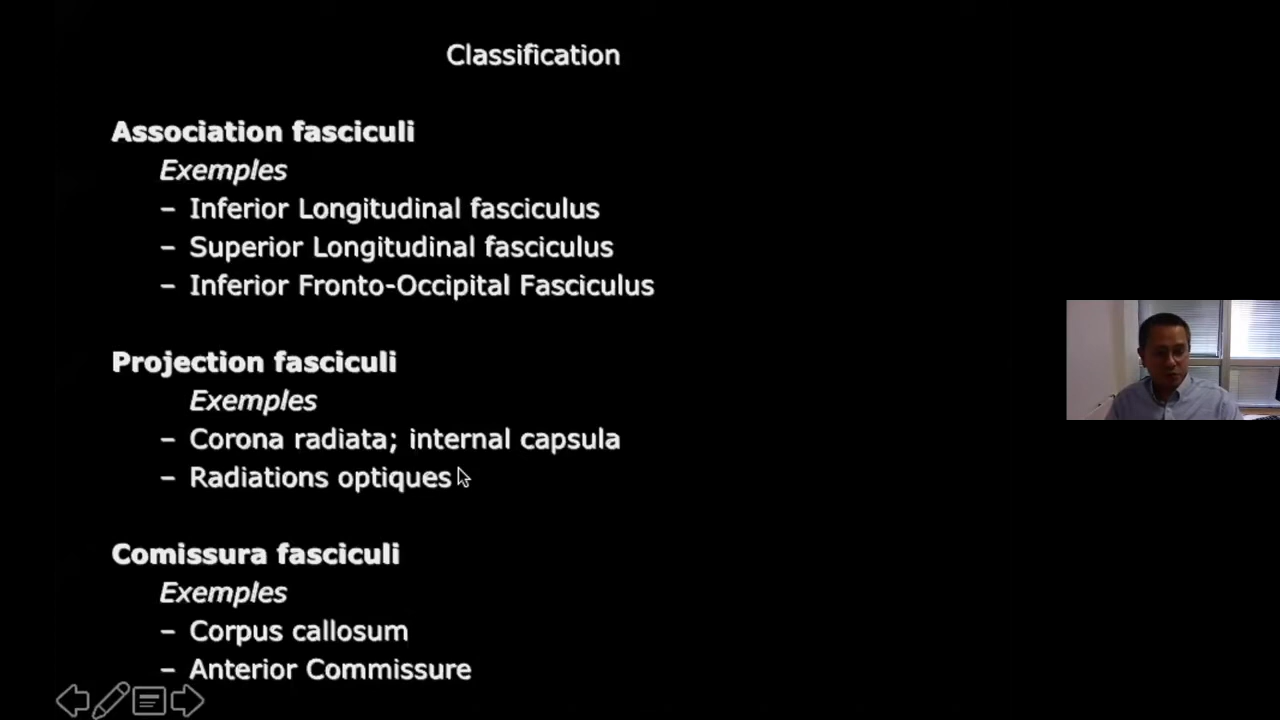 Classification
Association fasciculi
Exemples
– Inferior Longitudinal fasciculus
– Superior Longitudinal fasciculus
– Inferior Fronto-Occipital Fasciculus
Projection fasciculi
Exemples
– Corona radiata; internal capsula
– Radiations optiques
Comissura fasciculi
Exemples
– Corpus callosum
– Anterior Commissure